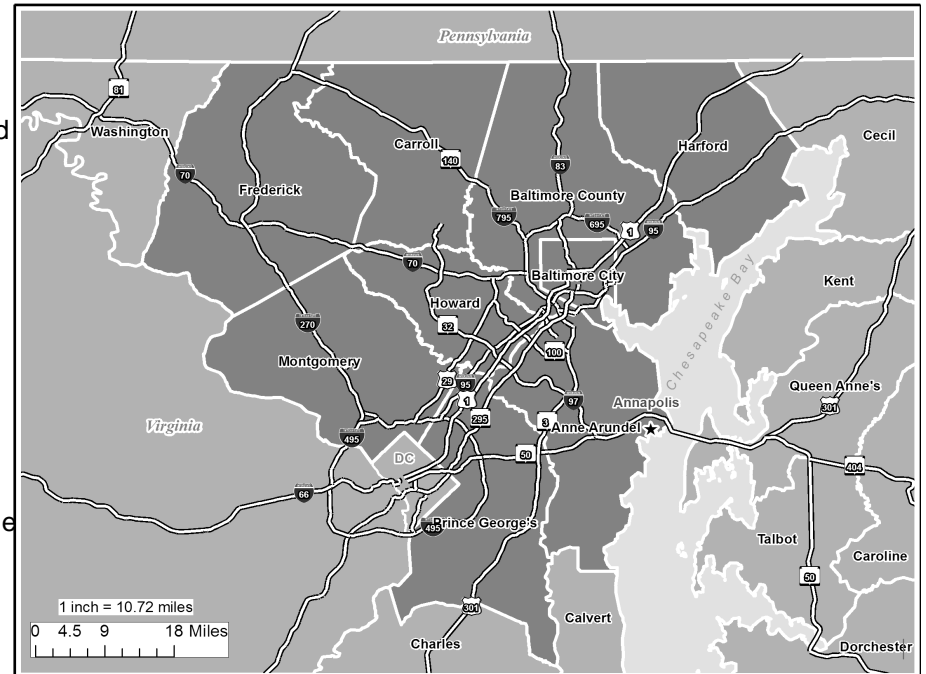 Pennsylvania
81
d
Washington
Cecil
Carroll
Harford
140
83
70
Frederick
Baltimore County
795
695
1
95
70
Baltimore City
Chesapeake Bay
Kent
Howard
32
270
100
Montgomery
29
95
Queen Anne's
1
97
Annapolis
301
295
3
Anne Arundel
Virginia
495
50
DC
404
66
e
495
Prince George's
Talbot
Caroline
50
1 inch = 10.72 miles
301
Calvert
0 4.5 9 18 Miles
Charles
Dorchester